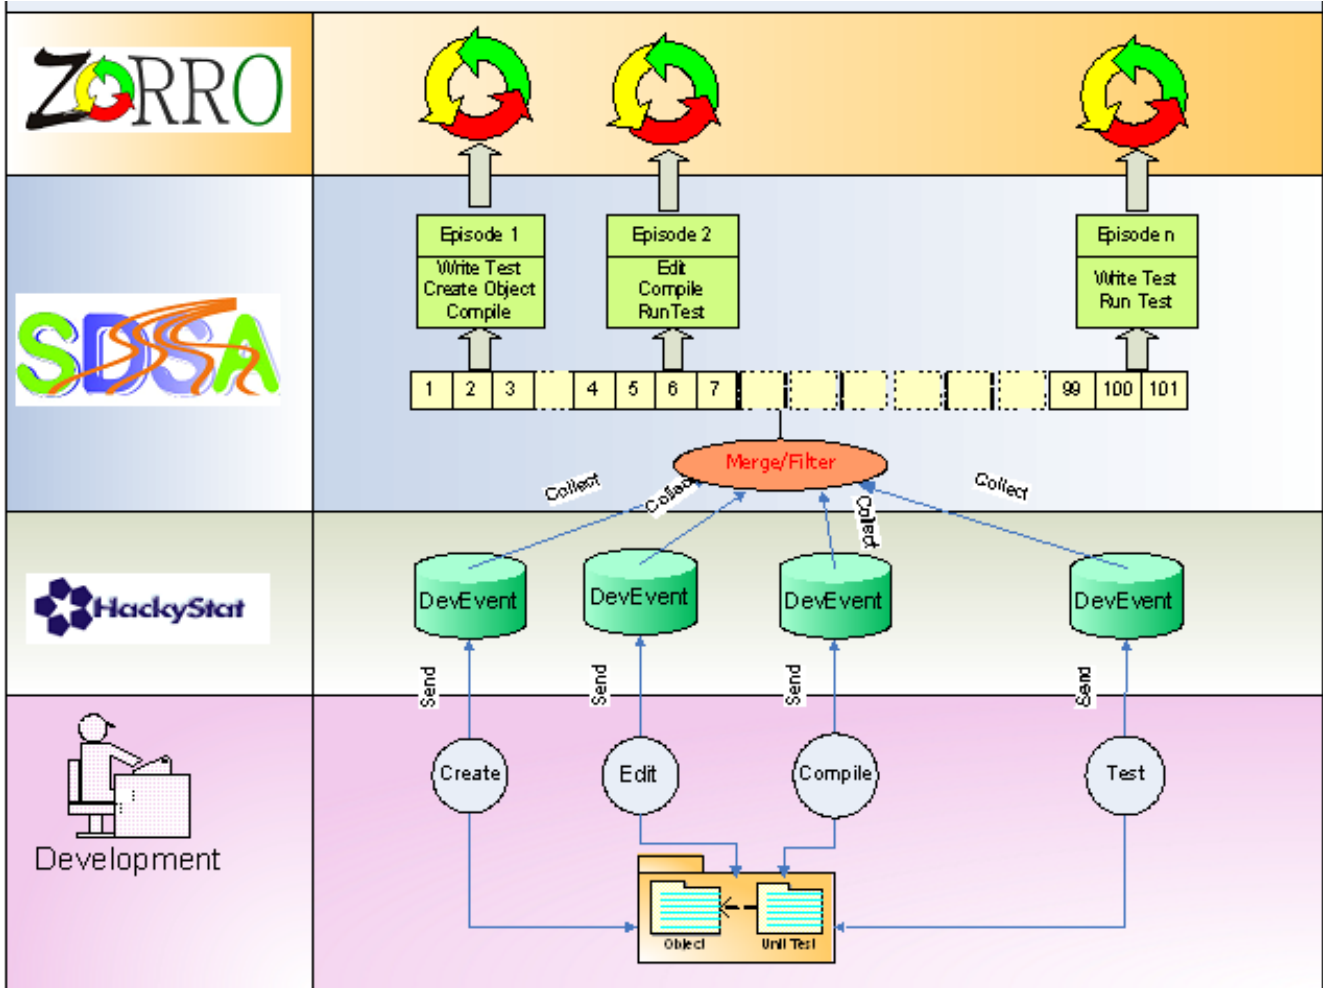 ZORRO
Episode 1
Write Test
Create Object
Compile
Episode 2
Edit
Compile
RunTest
Episode n
Write Test
Run Test
SDSA
1 2 3 4 5 6 7 99 100 101
Merge/Filter
Collect
Collect
Collect
Collect
HackyStat
DevEvent
DevEvent
DevEvent
DevEvent
Send
Send
Send
Send
Create
Edit
Compile
Test
Development
Object
Unit Test